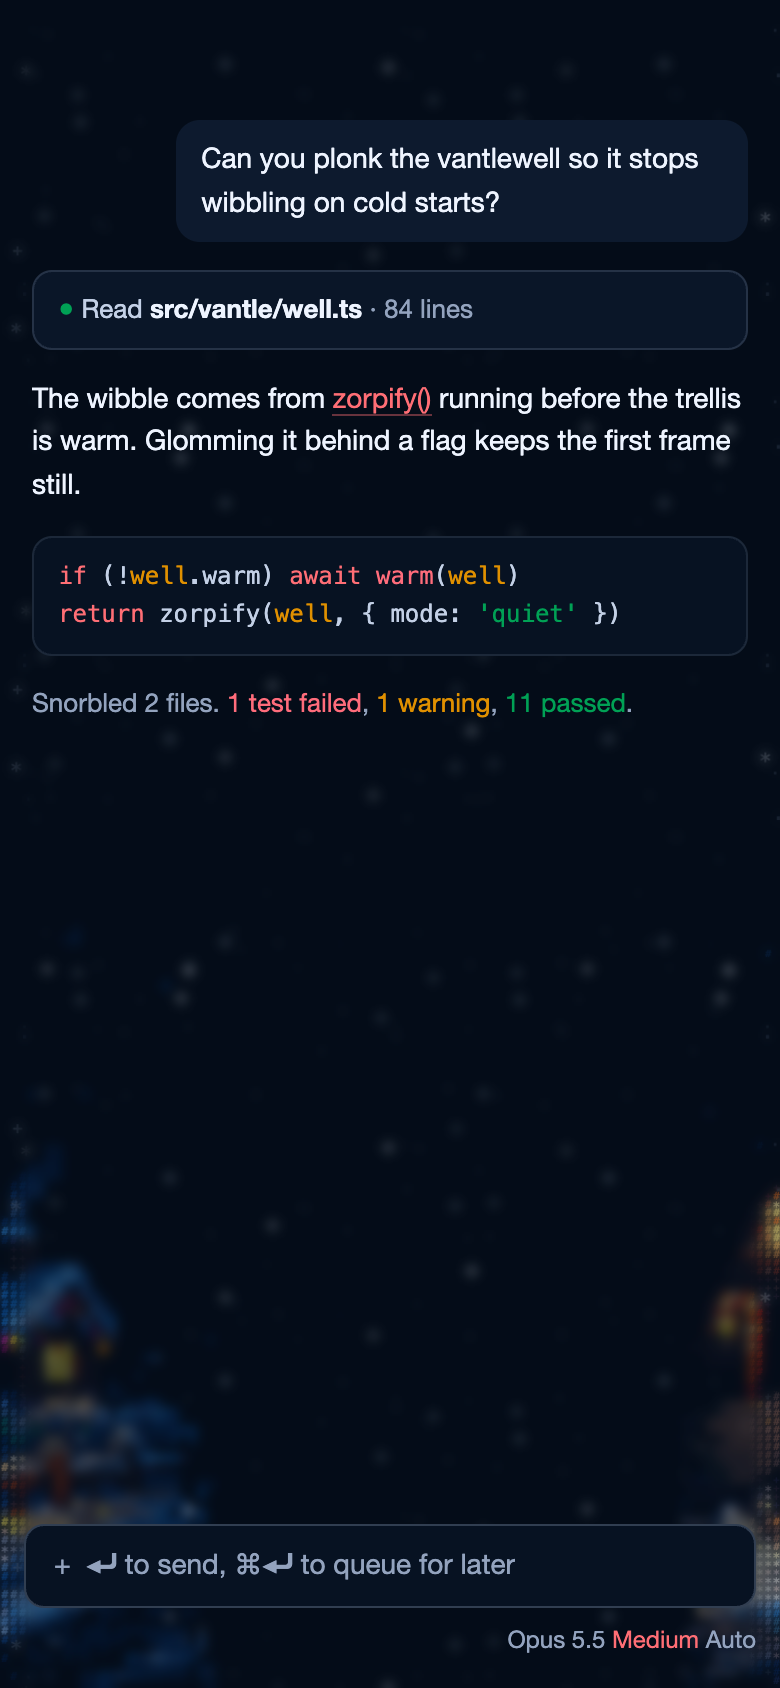 Can you plonk the vantlewell so it stops
wibbling on cold starts?
Read src/vantle/well.ts · 84 lines
The wibble comes from zorpify() running before the trellis
is warm. Glomming it behind a flag keeps the first frame
still.
if (!well.warm) await warm(well)
return zorpify(well, { mode: 'quiet' })
Snorbled 2 files. 1 test failed, 1 warning, 11 passed.
+ ↵ to send, ⌘↵ to queue for later
Opus 5.5 Medium Auto